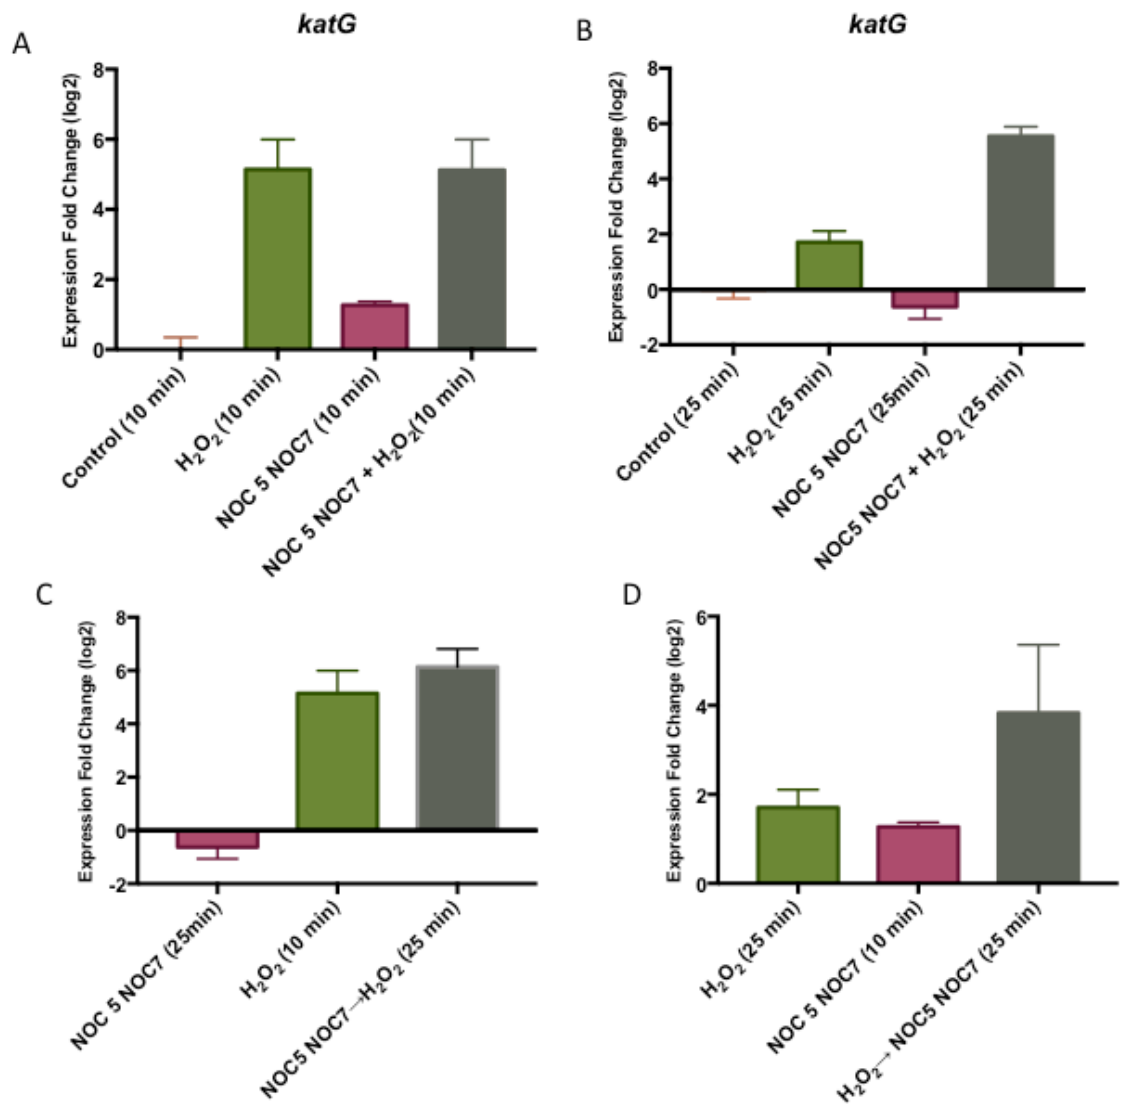 A
katG
Expression Fold Change (log2)
8
6
4
2
0
Control (10 min)
H₂O₂ (10 min)
NOC 5 NOC7 (10 min)
NOC 5 NOC7 + H₂O₂(10 min)
B
katG
Expression Fold Change (log2)
8
6
4
2
0
-2
Control (25 min)
H₂O₂ (25 min)
NOC 5 NOC7 (25min)
NOC5 NOC7 + H₂O₂ (25 min)
C
Expression Fold Change (log2)
8
6
4
2
0
-2
NOC 5 NOC7 (25min)
H₂O₂ (10 min)
NOC5 NOC7→H₂O₂ (25 min)
D
Expression Fold Change (log2)
6
4
2
0
H₂O₂ (25 min)
NOC 5 NOC7 (10 min)
H₂O₂→ NOC5 NOC7 (25 min)